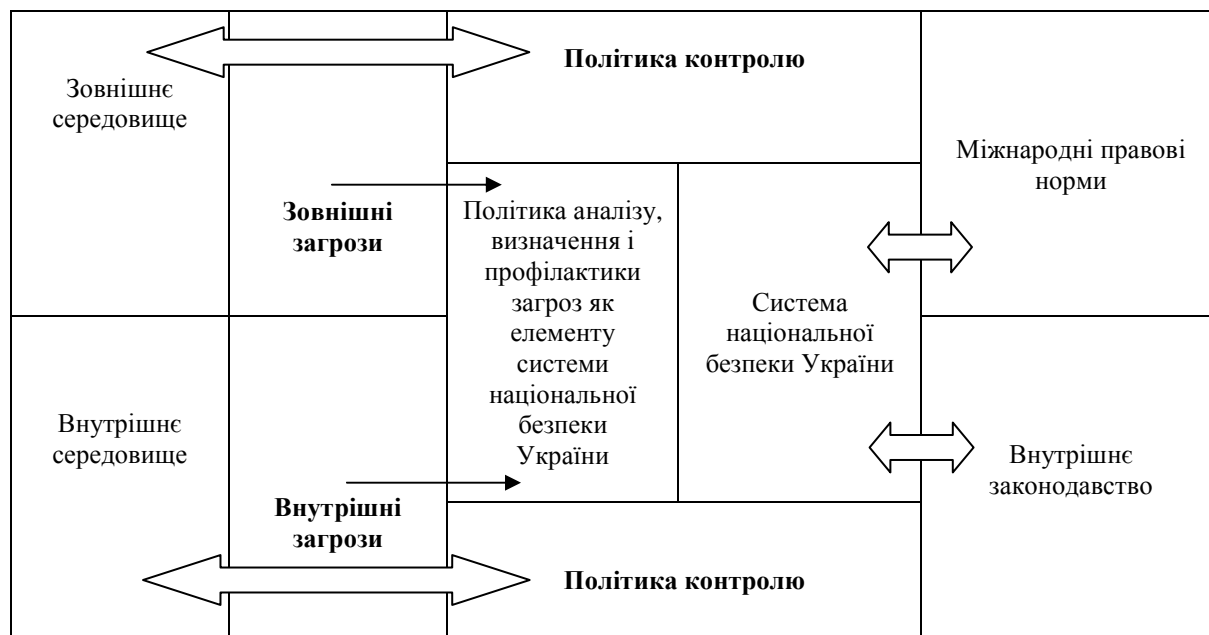 Зовнішнє
середовище
Зовнішні
загрози
Політика контролю
Політика аналізу,
визначення і
профілактики
загроз як
елементу
системи
національної
безпеки
України
Система
національної
безпеки України
Міжнародні правові
норми
Внутрішнє
середовище
Внутрішні
загрози
Політика контролю
Внутрішнє
законодавство